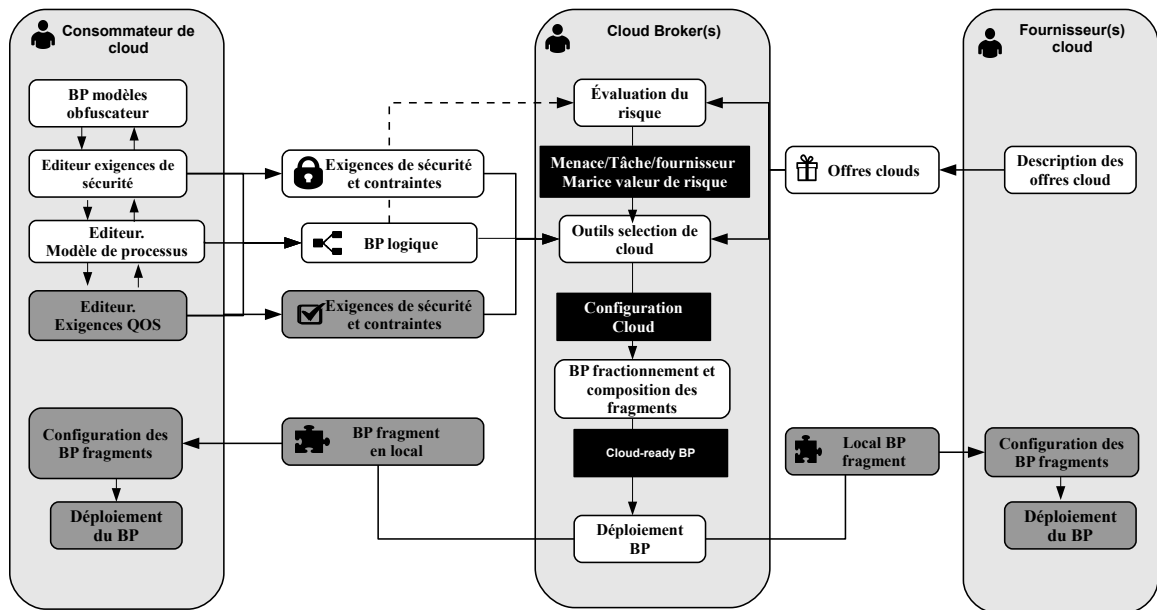 Consommateur de
cloud
BP modèles
obfuscateur
Editeur exigences de
sécurité
Editeur.
Modèle de processus
Editeur.
Exigences QOS
Configuration des
BP fragments
Déploiement
du BP
Exigences de sécurité
et contraintes
BP logique
Exigences de sécurité
et contraintes
BP fragment
en local
Cloud Broker(s)
Évaluation du
risque
Menace/Tâche/fournisseur
Marice valeur de risque
Outils selection de
cloud
Configuration
Cloud
BP fractionnement et
composition des
fragments
Cloud-ready BP
Déploiement
BP
Offres clouds
Local BP
fragment
Fournisseur(s)
cloud
Description des
offres cloud
Configuration des
BP fragments
Déploiement
du BP